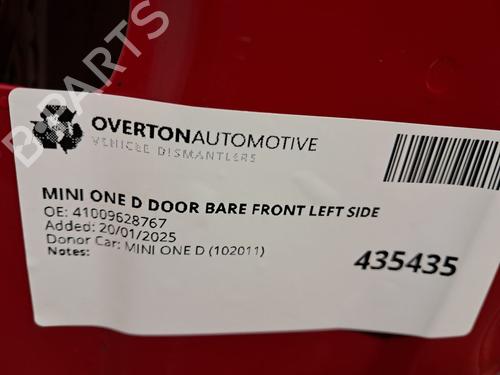 OVERTONAUTOMOTIVE
VEHICLE DISMANTLERS
MINI ONE D DOOR BARE FRONT LEFT SIDE
OE: 41009628767
Added: 20/01/2025
Donor Car: MINI ONE D (102011)
Notes:
435435
B-PARTS